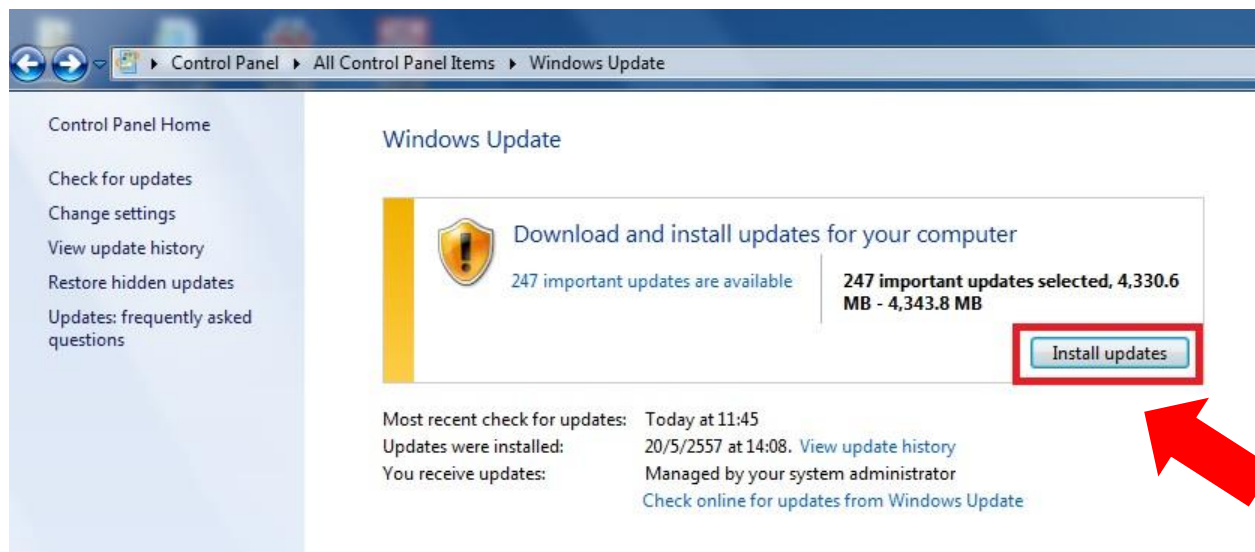 Control Panel ▸ All Control Panel Items ▸ Windows Update
Control Panel Home
Check for updates
Change settings
View update history
Restore hidden updates
Updates: frequently asked
questions
Windows Update
Download and install updates for your computer
247 important updates are available
247 important updates selected, 4,330.6
MB - 4,343.8 MB
Install updates
Most recent check for updates: Today at 11:45
Updates were installed: 20/5/2557 at 14:08. View update history
You receive updates: Managed by your system administrator
Check online for updates from Windows Update